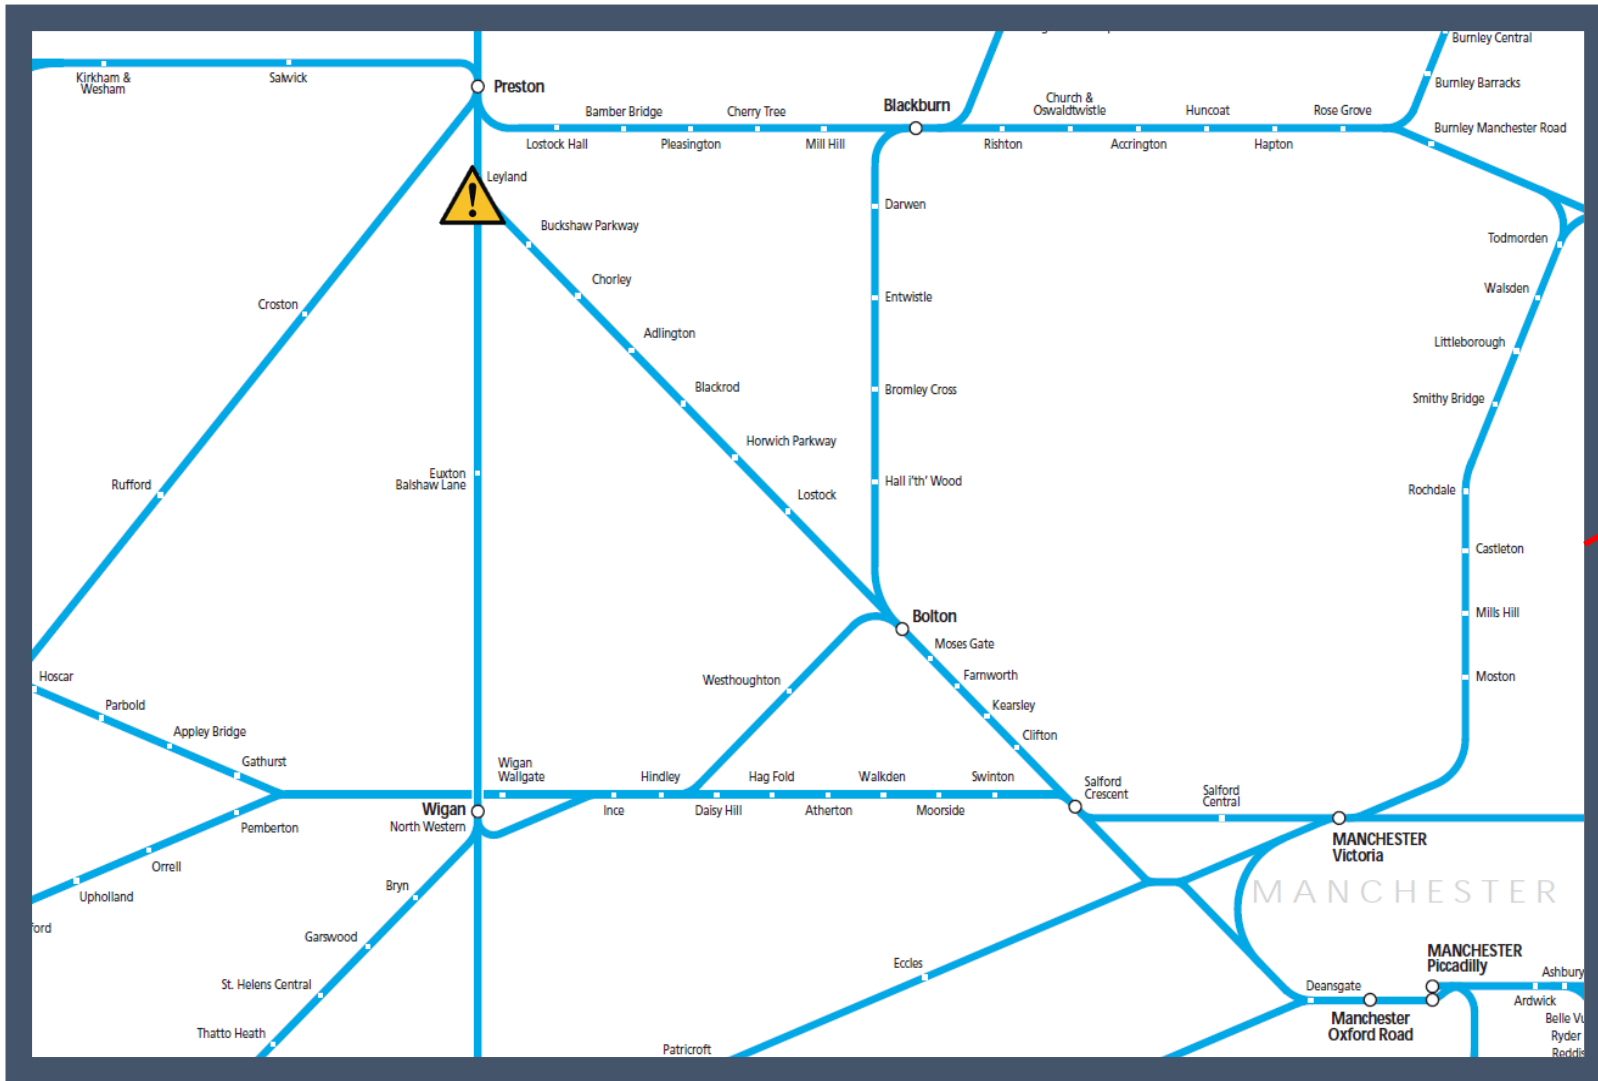 Burnley Central
Kirkham &
Wesham
Salwick
Preston
Burnley Barracks
Blackburn
Church &
Oswaldtwistle
Bamber Bridge
Cherry Tree
Huncoat
Rose Grove
Burnley Manchester Road
Lostock Hall
Pleasington
Mill Hill
Rishton
Accrington
Hapton
Leyland
!
Darwen
Buckshaw Parkway
Todmorden
Chorley
Walsden
Entwistle
Croston
Adlington
Littleborough
Blackrod
Bromley Cross
Smithy Bridge
Horwich Parkway
Euxton
Balshaw Lane
Rufford
Hall i'th' Wood
Rochdale
Lostock
Castleton
Bolton
Mills Hill
Moses Gate
Hoscar
Westhoughton
Farnworth
Moston
Parbold
Kearsley
Appley Bridge
Clifton
Gathurst
Wigan
Wallgate
Hindley
Hag Fold
Walkden
Swinton
Salford
Crescent
Salford
Central
Wigan
North Western
Ince
Daisy Hill
Atherton
Moorside
Pemberton
MANCHESTER
Victoria
Orrell
Bryn
MANCHESTER
Upholland
ford
Garswood
MANCHESTER
Piccadilly
Eccles
St. Helens Central
Deansgate
Ashbury
Ardwick
Manchester
Oxford Road
Belle Vu
Thatto Heath
Ryder
Patricroft
Reddis